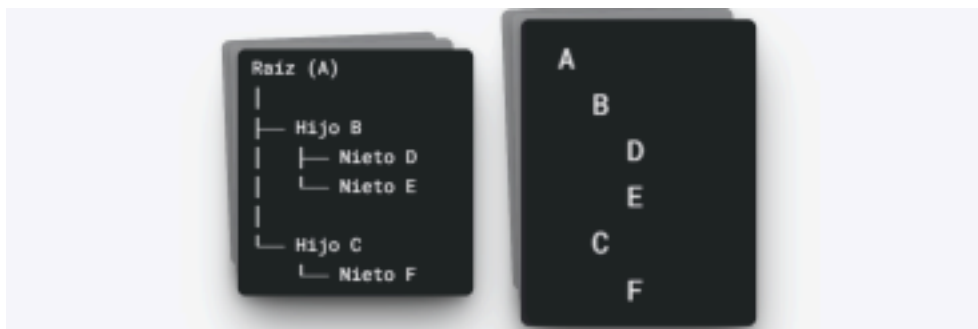 Raíz (A)
│
├── Hijo B
│   ├── Nieto D
│   └── Nieto E
│
└── Hijo C
    └── Nieto F
A
B
D
E
C
F